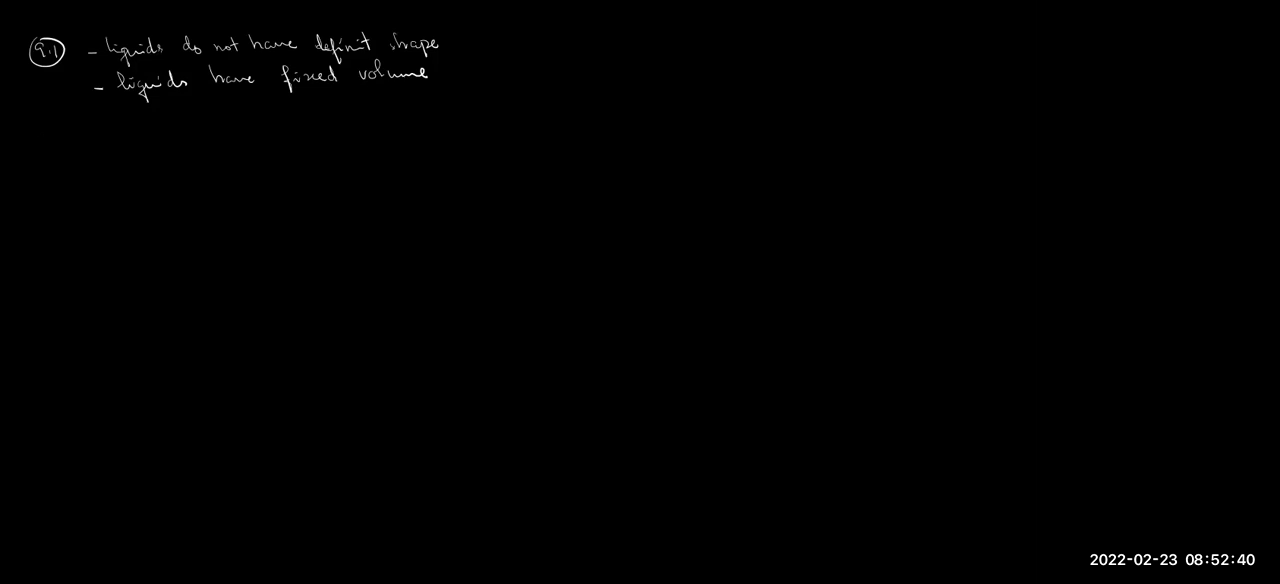 9.1 - liquids do not have definit shape
- liquids have fixed volume
2022-02-23 08:52:40